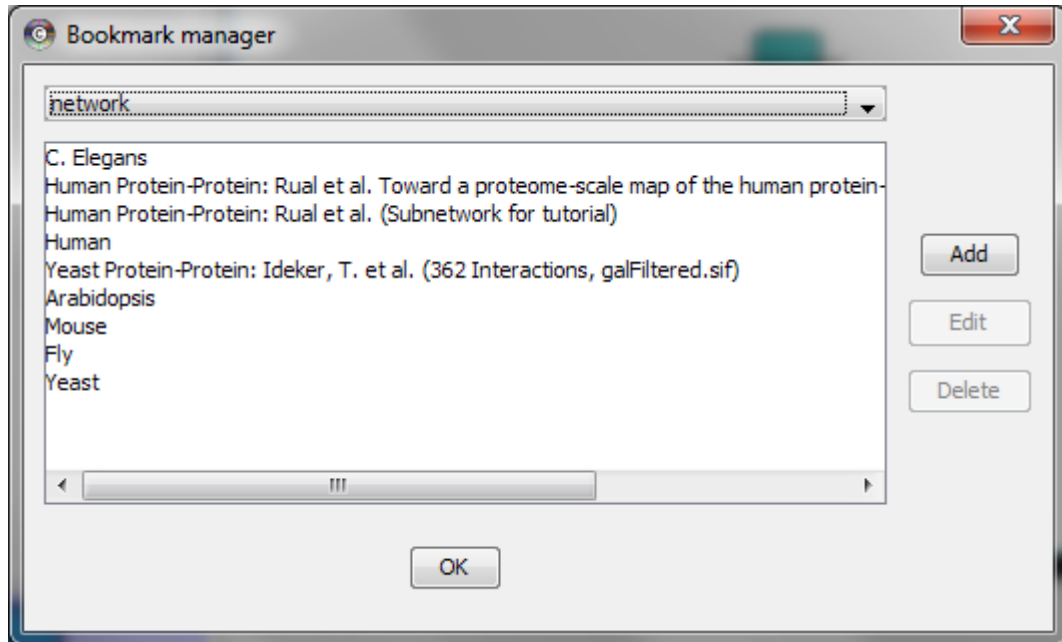 Bookmark manager
network
C. Elegans
Human Protein-Protein: Rual et al. Toward a proteome-scale map of the human protein-
Human Protein-Protein: Rual et al. (Subnetwork for tutorial)
Human
Yeast Protein-Protein: Ideker, T. et al. (362 Interactions, galFiltered.sif)
Arabidopsis
Mouse
Fly
Yeast
Add
Edit
Delete
OK